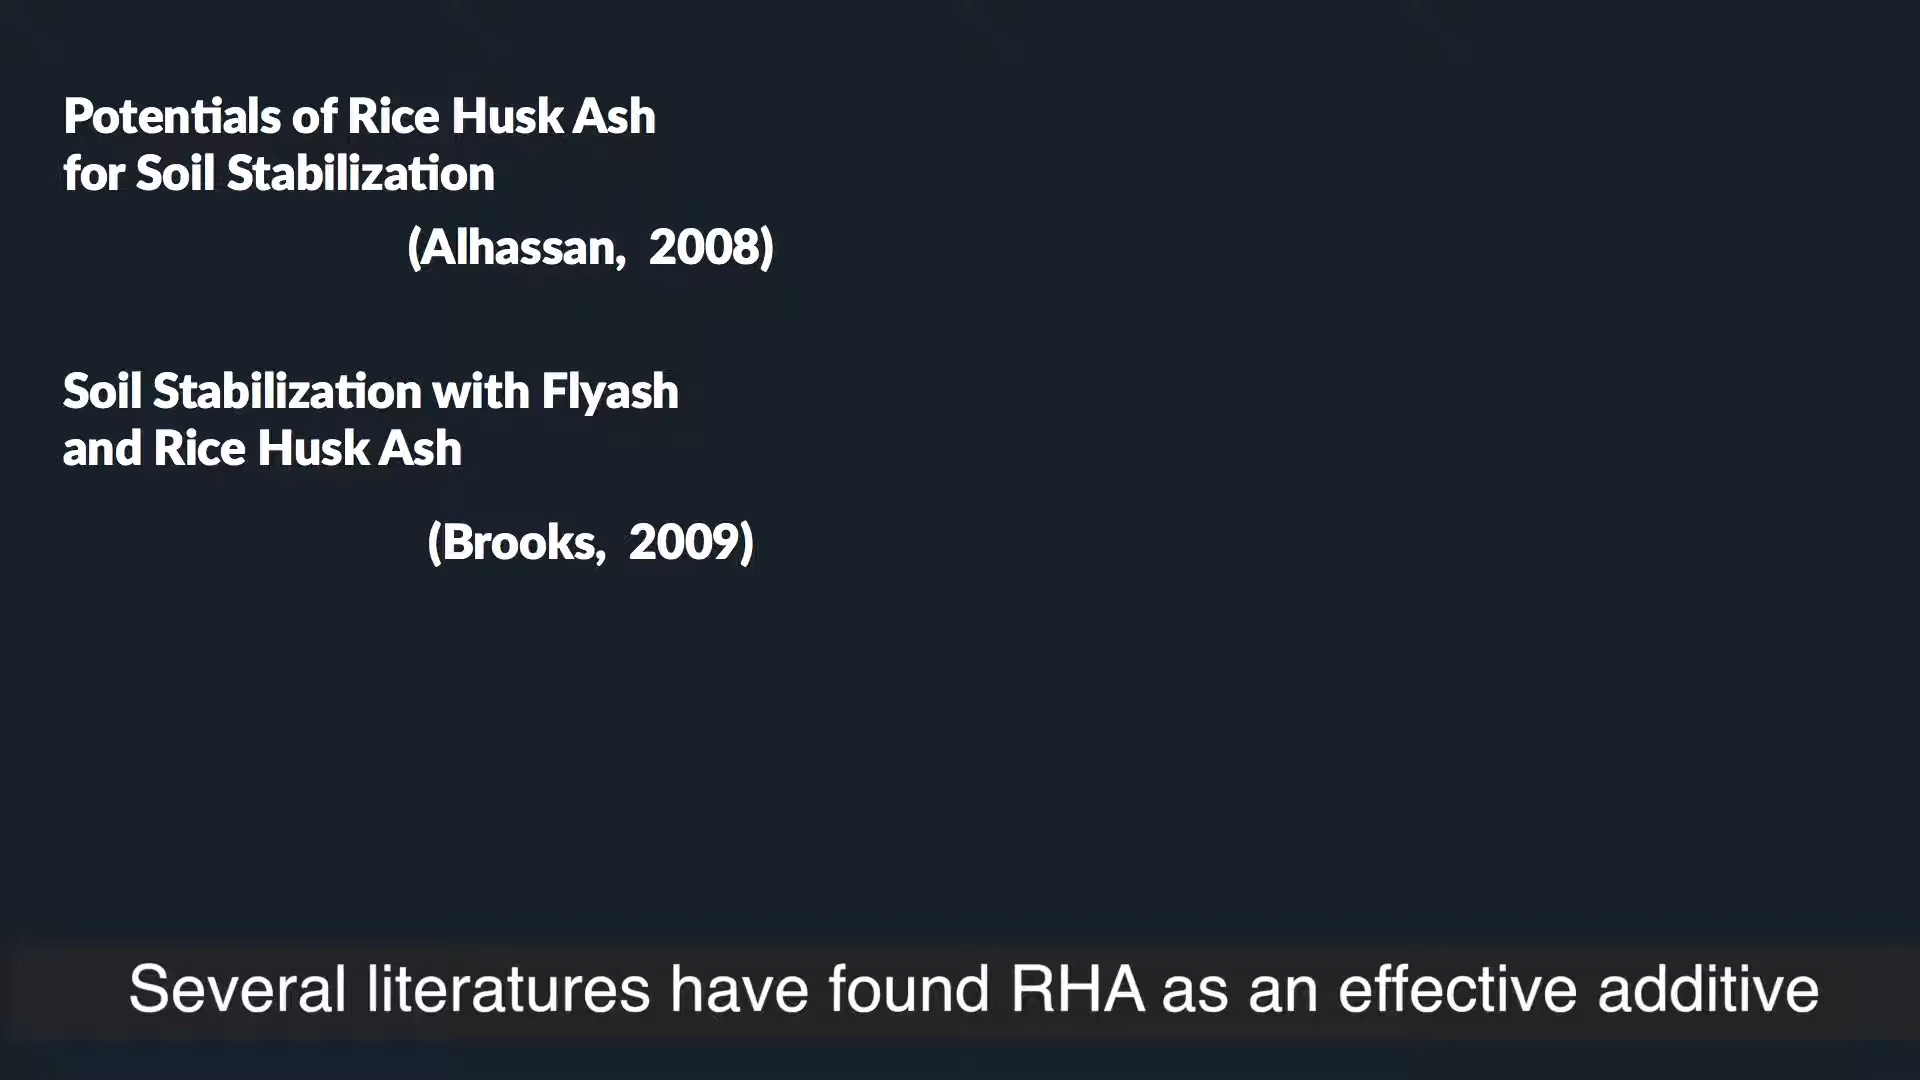 Potentials of Rice Husk Ash
for Soil Stabilization
(Alhassan, 2008)
Soil Stabilization with Flyash
and Rice Husk Ash
(Brooks, 2009)
Several literatures have found RHA as an effective additive